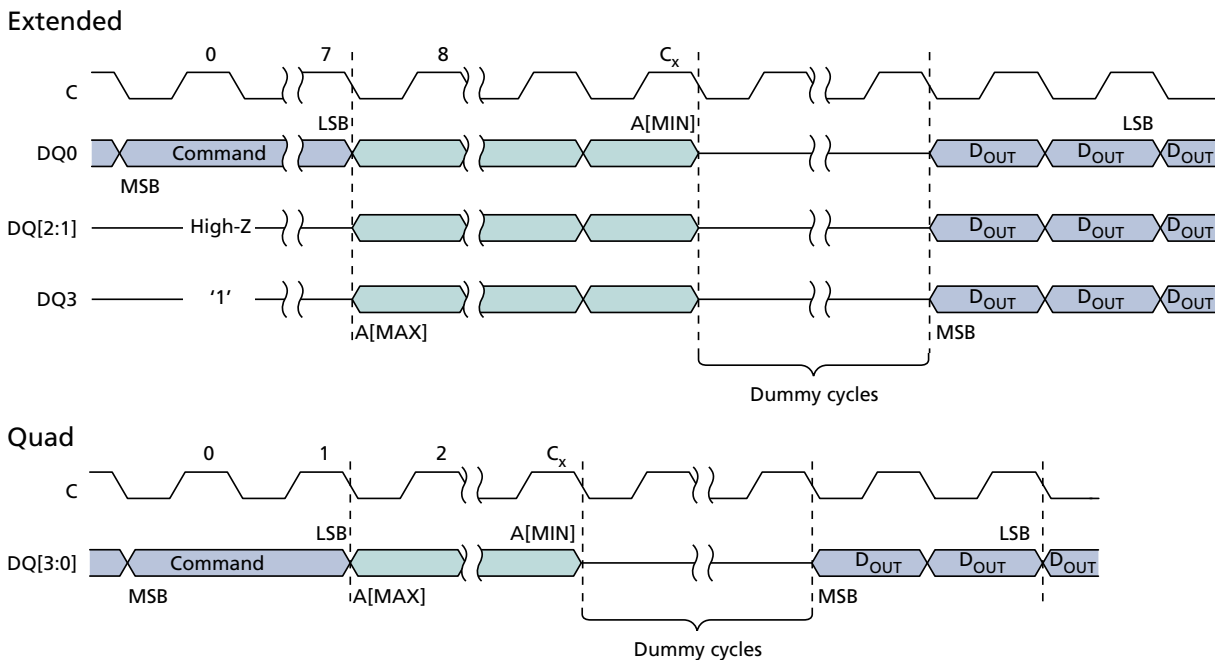 Extended
0 7 8 Cx
C
LSB A[MIN] LSB
DQ0 Command DOUT DOUT DOUT
MSB
DQ[2:1] High-Z DOUT DOUT DOUT
DQ3 ‘1’ DOUT DOUT DOUT
A[MAX] MSB
Dummy cycles
Quad
0 1 2 Cx
C
LSB A[MIN] LSB
DQ[3:0] Command DOUT DOUT DOUT
MSB A[MAX] MSB
Dummy cycles